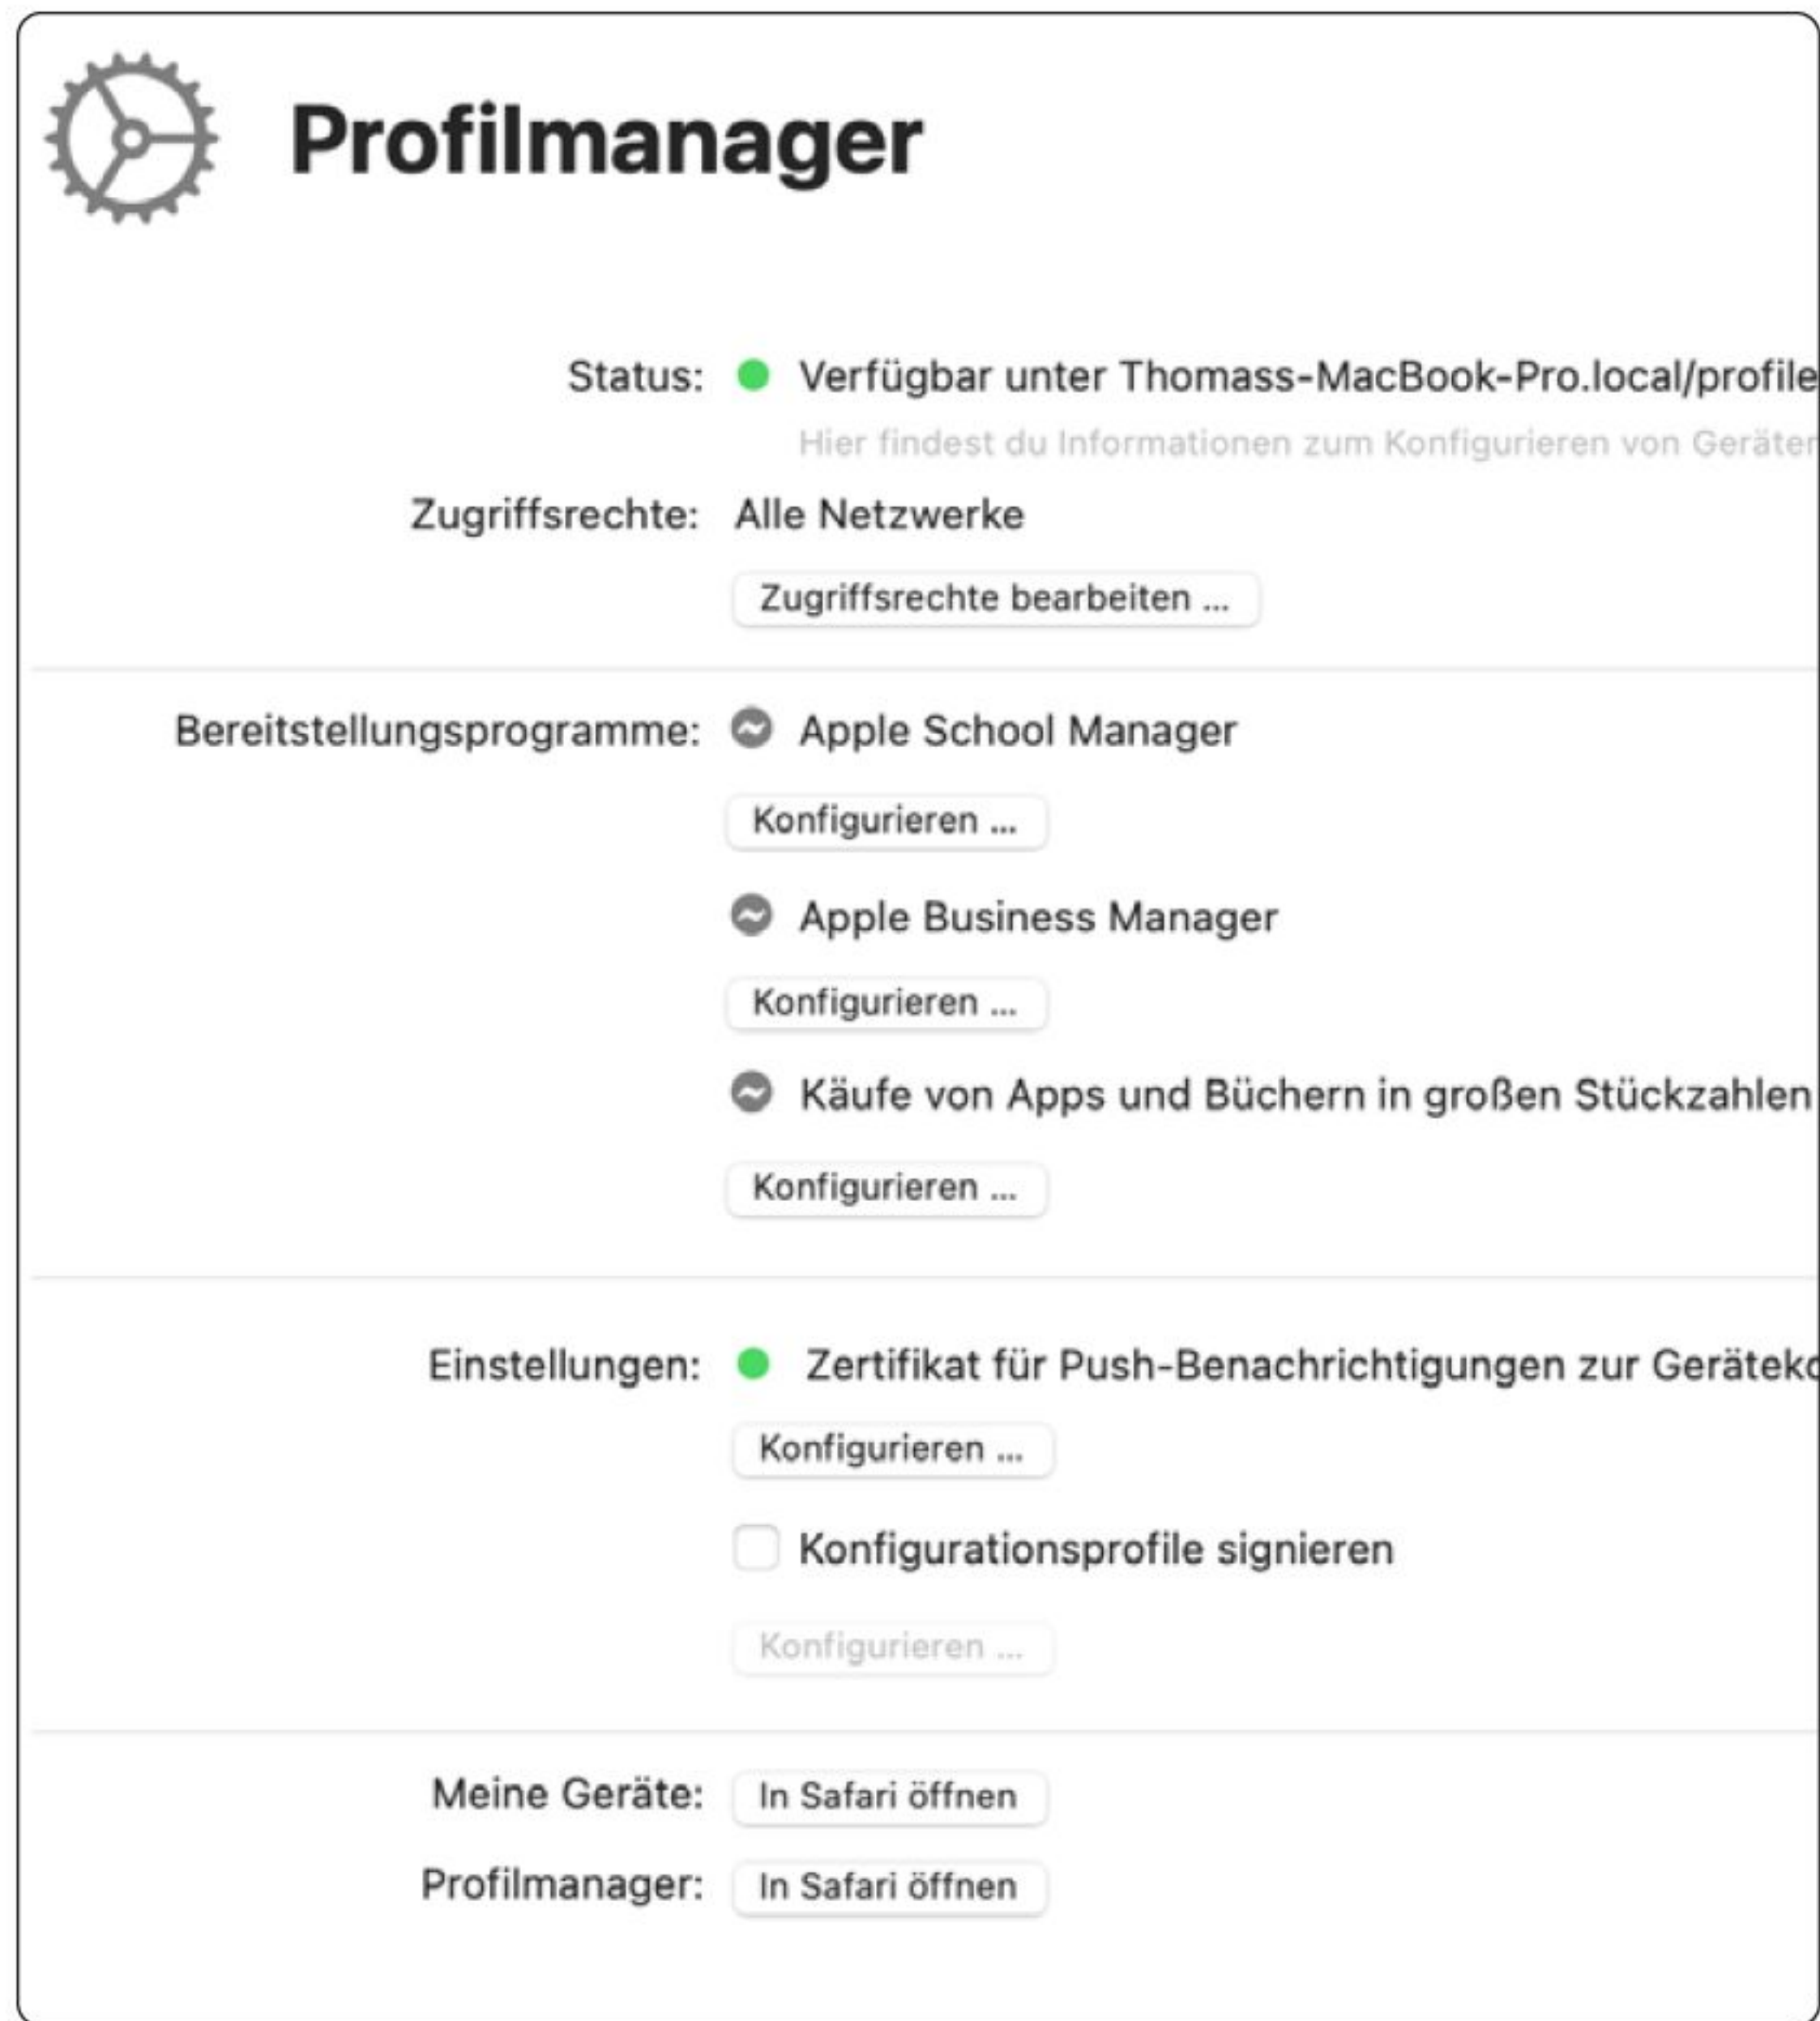 Profilmanager
Status: Verfügbar unter Thomass-MacBook-Pro.local/profile
Hier findest du Informationen zum Konfigurieren von
Zugriffsrechte: Alle Netzwerke
Zugriffsrechte bearbeiten ...
Bereitstellungsprogramme: Apple School Manager
Konfigurieren ...
Apple Business Manager
Konfigurieren ...
Käufe von Apps und Büchern in großen Stückzahlen
Konfigurieren ...
Einstellungen: Zertifikat für Push-Benachrichtigungen zur
Konfigurieren ...
Konfigurationsprofile signieren
Konfigurieren ...
Meine Geräte: In Safari öffnen
Profilmanager: In Safari öffnen